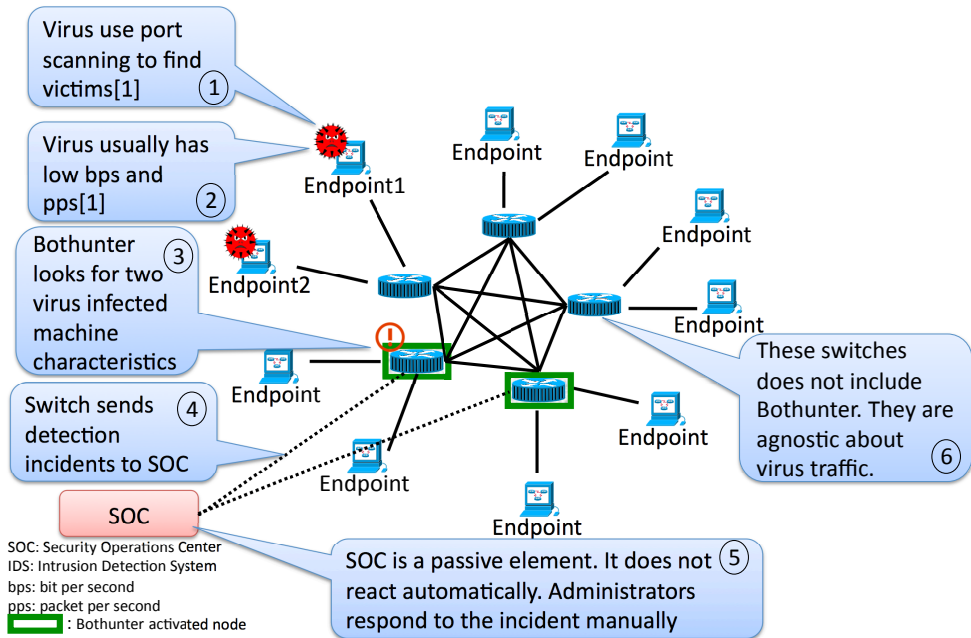 Virus use port
scanning to find
victims[1]
1
Virus usually has
low bps and
pps[1]
2
Bothunter
looks for two
virus infected
machine
characteristics
3
Switch sends
detection
incidents to SOC
4
SOC
SOC: Security Operations Center
IDS: Intrusion Detection System
bps: bit per second
pps: packet per second
: Bothunter activated node
Endpoint1
Endpoint2
Endpoint
Endpoint
Endpoint
Endpoint
Endpoint
Endpoint
Endpoint
Endpoint
These switches
does not include
Bothunter. They are
agnostic about
virus traffic.
6
SOC is a passive element. It does not
react automatically. Administrators
respond to the incident manually
5